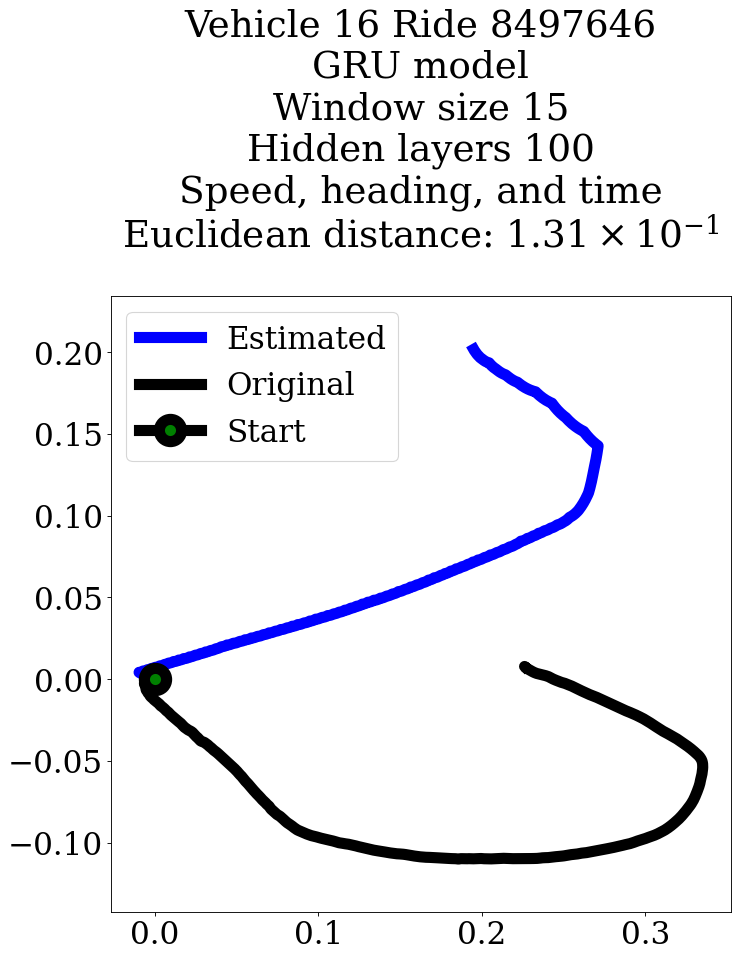 Vehicle 16 Ride 8497646
GRU model
Window size 15
Hidden layers 100
Speed, heading, and time
Euclidean distance: 1.31 × 10⁻¹
Estimated
Original
Start
0.20
0.15
0.10
0.05
0.00
−0.05
−0.10
0.0 0.1 0.2 0.3